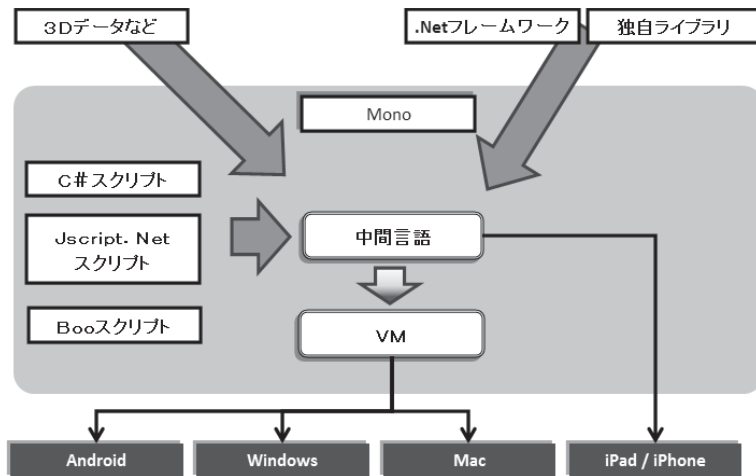 3Dデータなど
.Netフレームワーク
独自ライブラリ
Mono
C#スクリプト
Jscript. Net
スクリプト
Booスクリプト
中間言語
VM
Android
Windows
Mac
iPad / iPhone